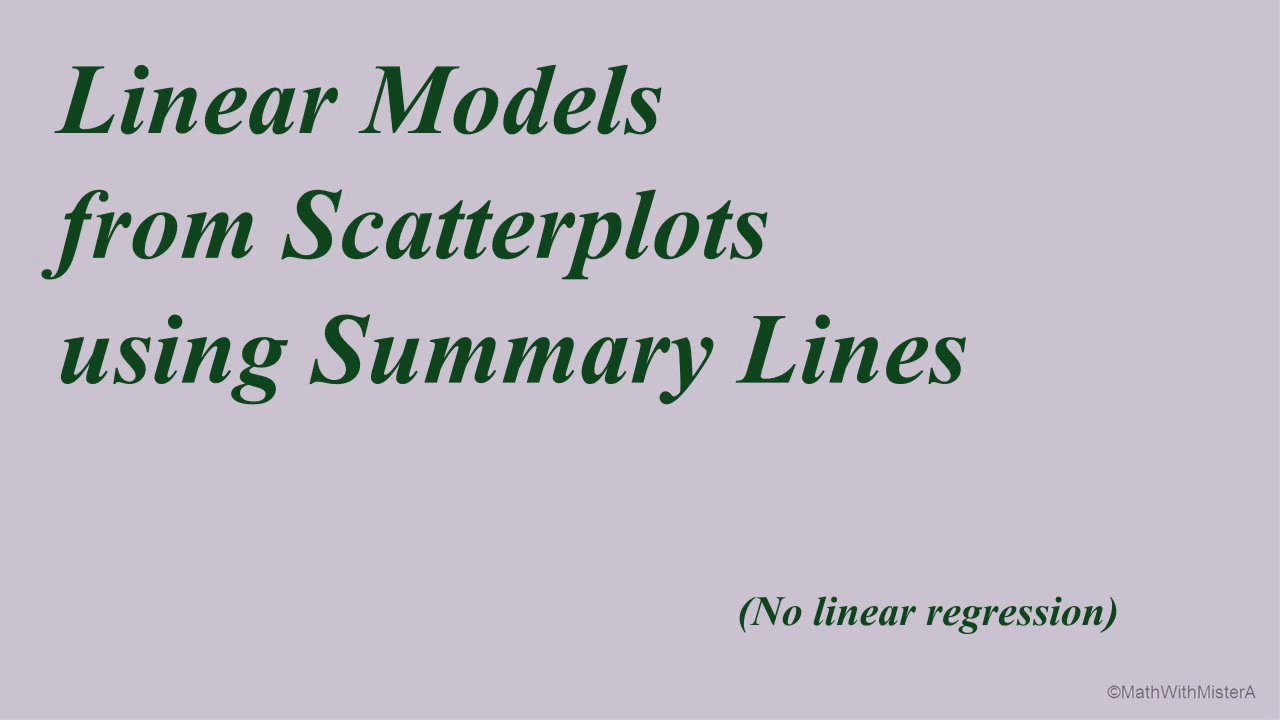 Linear Models
from Scatterplots
using Summary Lines
(No linear regression)
©MathWithMisterA